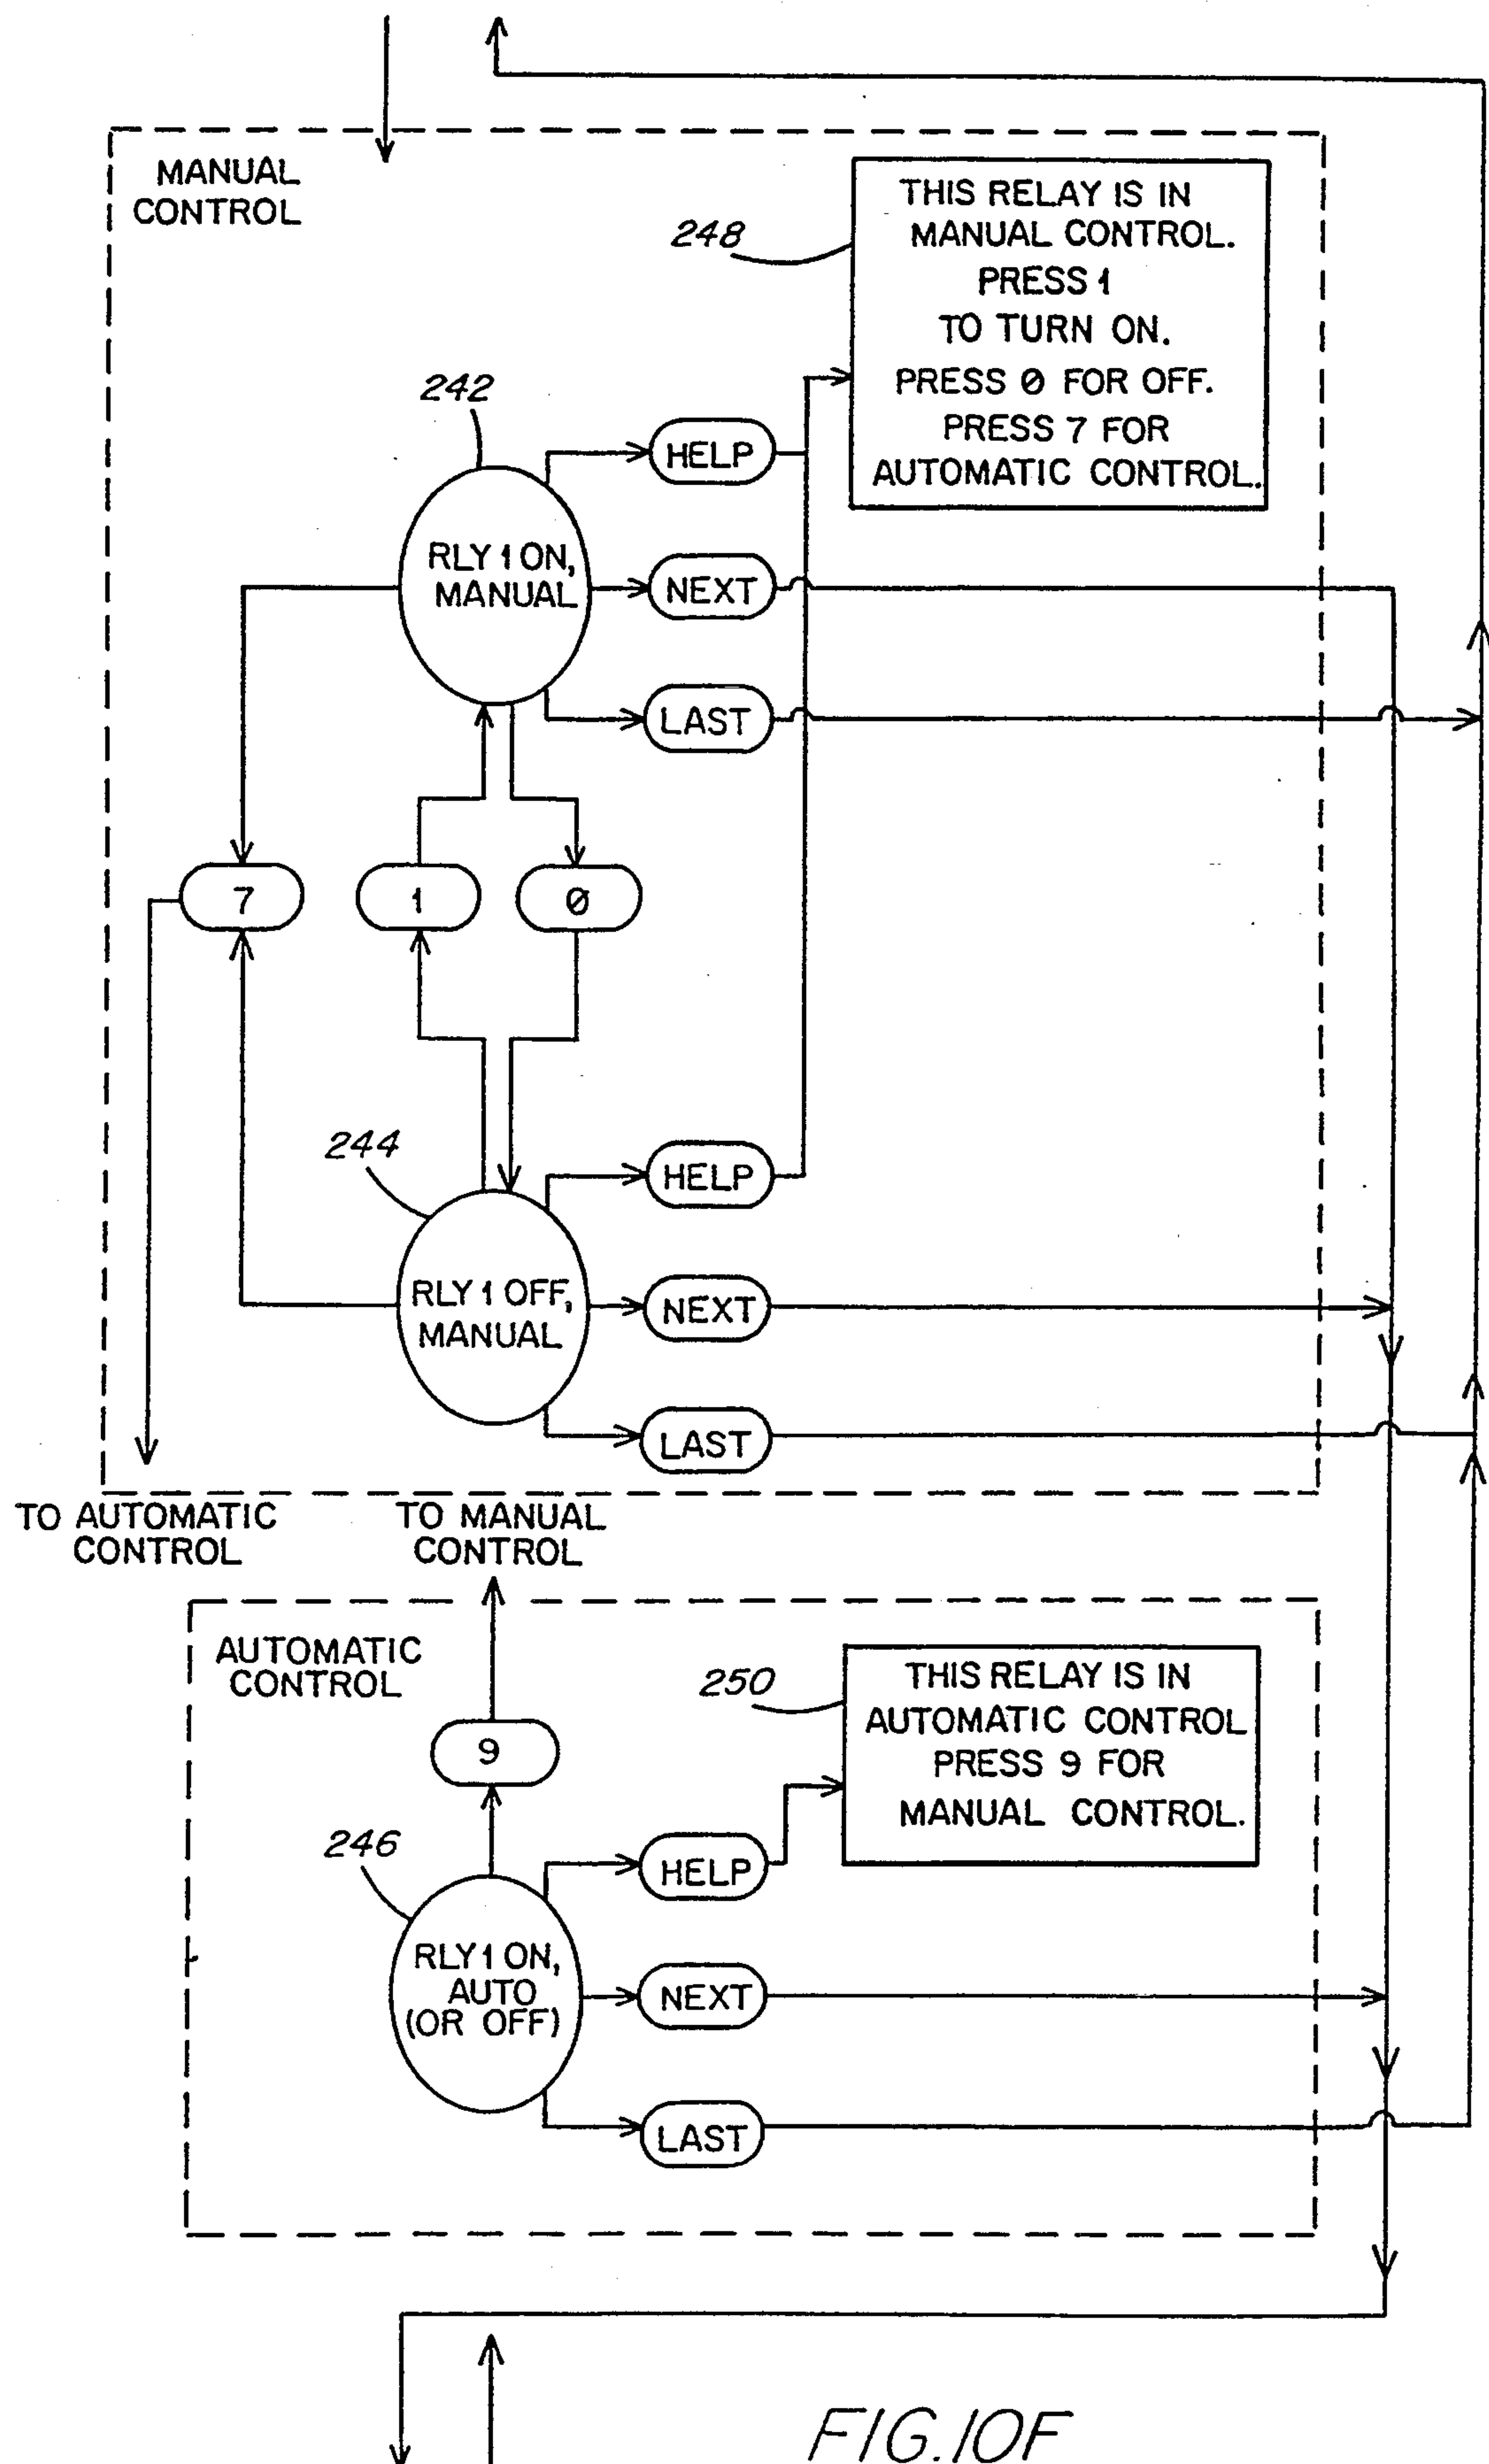 MANUAL
CONTROL
THIS RELAY IS IN
MANUAL CONTROL.
PRESS 1
TO TURN ON.
PRESS 0 FOR OFF.
PRESS 7 FOR
AUTOMATIC CONTROL.
248
242
HELP
RLY 1 ON,
MANUAL
NEXT
LAST
7
1
0
244
HELP
RLY 1 OFF,
MANUAL
NEXT
LAST
TO AUTOMATIC
CONTROL
TO MANUAL
CONTROL
AUTOMATIC
CONTROL
9
250
THIS RELAY IS IN
AUTOMATIC CONTROL
PRESS 9 FOR
MANUAL CONTROL.
246
HELP
RLY 1 ON,
AUTO
(OR OFF)
NEXT
LAST
FIG. 10F